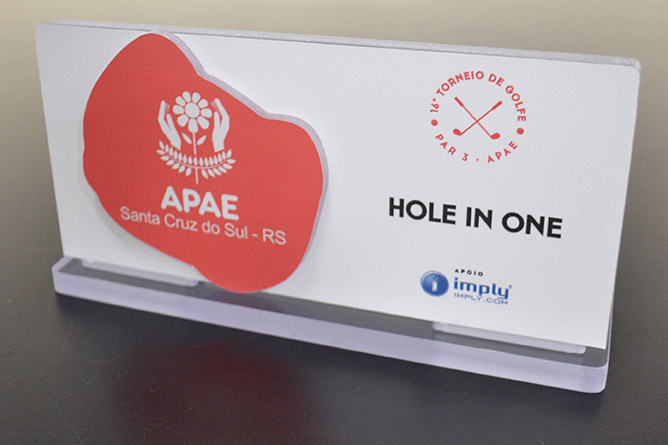 APAE
Santa Cruz do Sul - RS
16º TORNEIO DE GOLFE
PAR 3 · APAE
HOLE IN ONE
APOIO
i imply®
IMPLY.COM